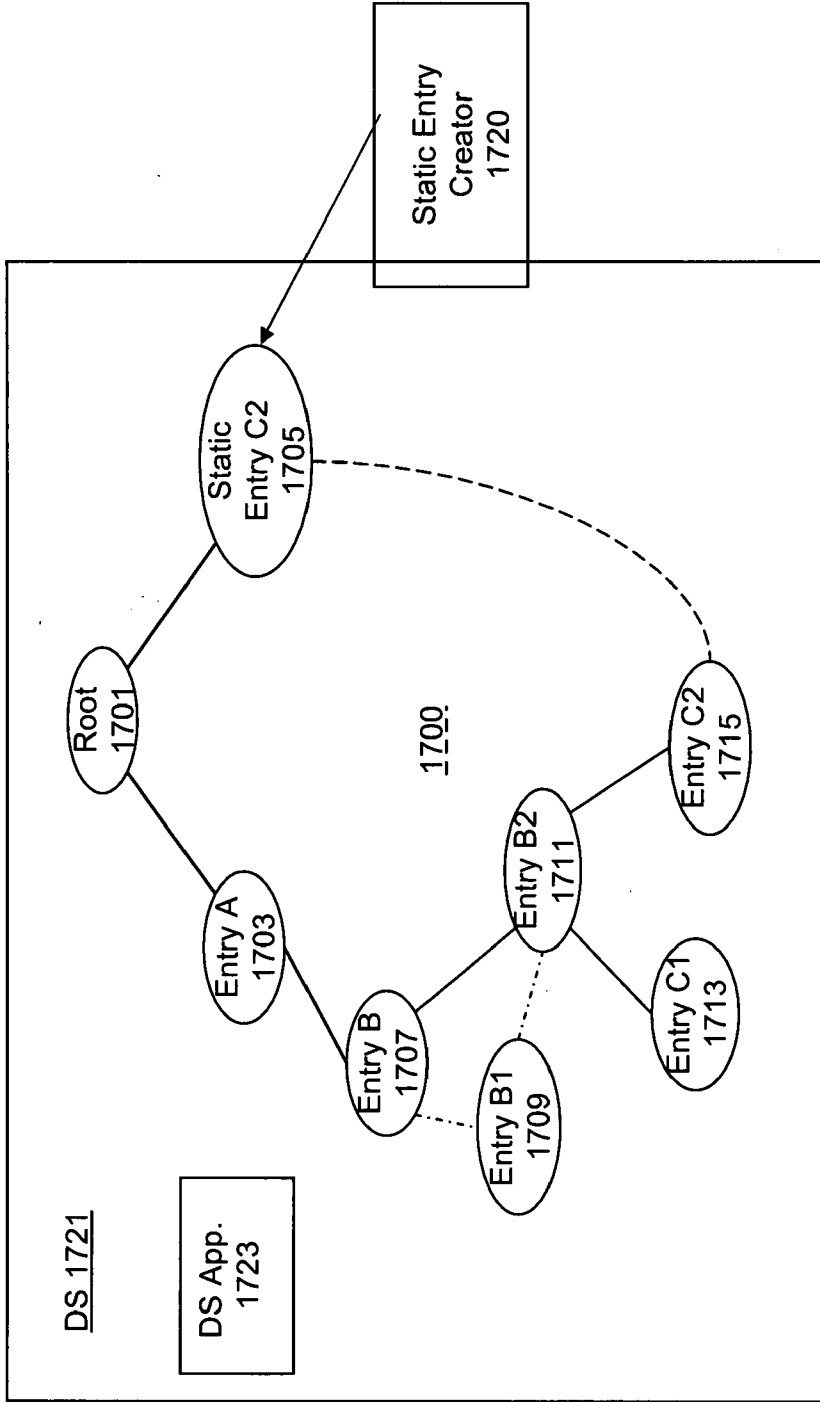 DS 1721
DS App.
1723
Root
1701
Entry A
1703
Static
Entry C2
1705
Static Entry
Creator
1720
Entry B
1707
1700
Entry B1
1709
Entry B2
1711
Entry C1
1713
Entry C2
1715